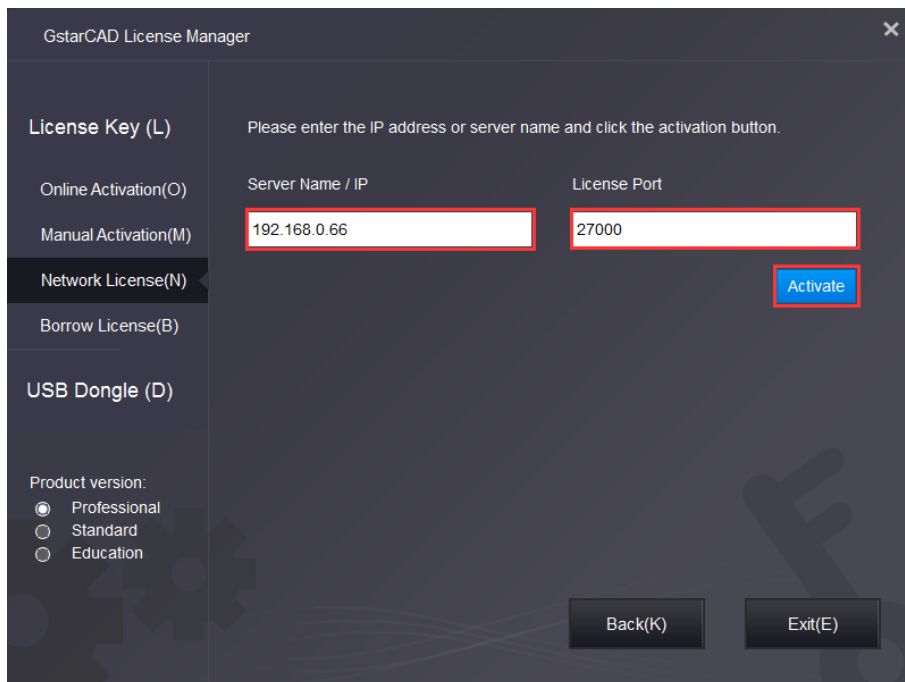 GstarCAD License Manager
License Key (L)
Online Activation(O)
Manual Activation(M)
Network License(N)
Borrow License(B)
USB Dongle (D)
Product version:
Professional
Standard
Education
Please enter the IP address or server name and click the activation button.
Server Name / IP
License Port
192.168.0.66
27000
Activate
Back(K)
Exit(E)